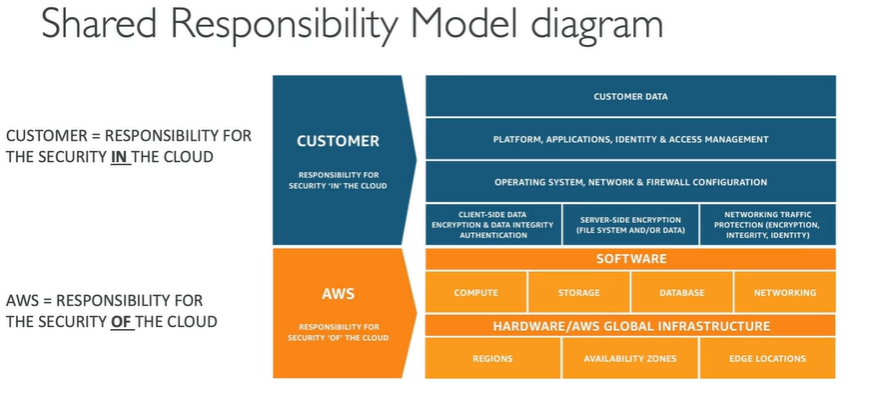 Shared Responsibility Model diagram
CUSTOMER = RESPONSIBILITY FOR
THE SECURITY IN THE CLOUD
CUSTOMER
RESPONSIBILITY FOR
SECURITY 'IN' THE CLOUD
CUSTOMER DATA
PLATFORM, APPLICATIONS, IDENTITY & ACCESS MANAGEMENT
OPERATING SYSTEM, NETWORK & FIREWALL CONFIGURATION
CLIENT-SIDE DATA
ENCRYPTION & DATA INTEGRITY
AUTHENTICATION
SERVER-SIDE ENCRYPTION
(FILE SYSTEM AND/OR DATA)
NETWORKING TRAFFIC
PROTECTION (ENCRYPTION,
INTEGRITY, IDENTITY)
AWS = RESPONSIBILITY FOR
THE SECURITY OF THE CLOUD
AWS
RESPONSIBILITY FOR
SECURITY 'OF' THE CLOUD
SOFTWARE
COMPUTE
STORAGE
DATABASE
NETWORKING
HARDWARE/AWS GLOBAL INFRASTRUCTURE
REGIONS
AVAILABILITY ZONES
EDGE LOCATIONS